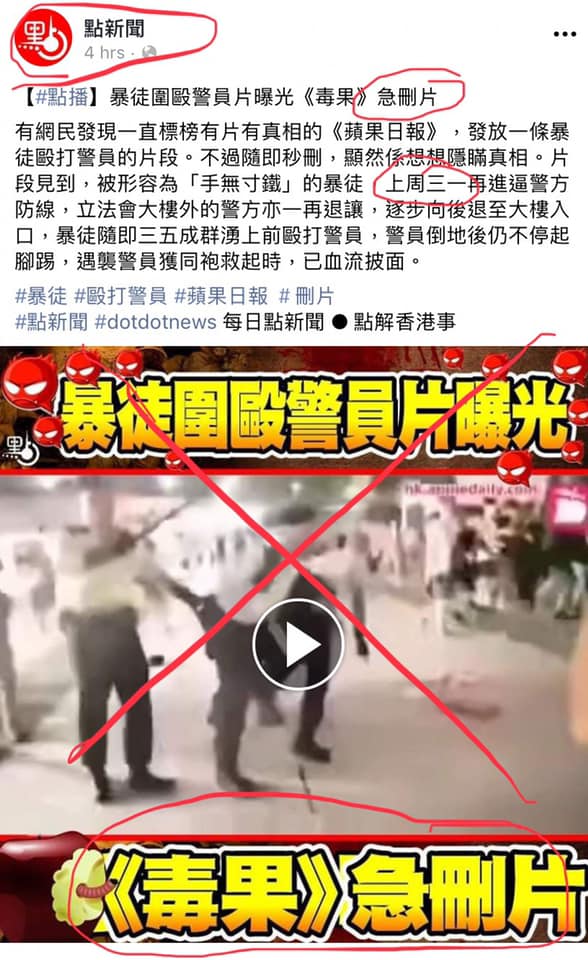 點新聞
4 hrs
【#點播】暴徒圍毆警員片曝光《毒果》急刪片
有網民發現一直標榜有片有真相的《蘋果日報》，發放一條暴
徒毆打警員的片段。不過隨即秒刪，顯然係想想隱瞞真相。片
段見到，被形容為「手無寸鐵」的暴徒　上周三一再進逼警方
防線，立法會大樓外的警方亦一再退讓，逐步向後退至大樓入
口，暴徒隨即三五成群湧上前毆打警員，警員倒地後仍不停起
腳踢，遇襲警員獲同袍救起時，已血流披面。
#暴徒 #毆打警員 #蘋果日報 #刪片
#點新聞 #dotdotnews 每日點新聞 ● 點解香港事
暴徒圍毆警員片曝光
點
hk.appledaily.com
《毒果》急刪片